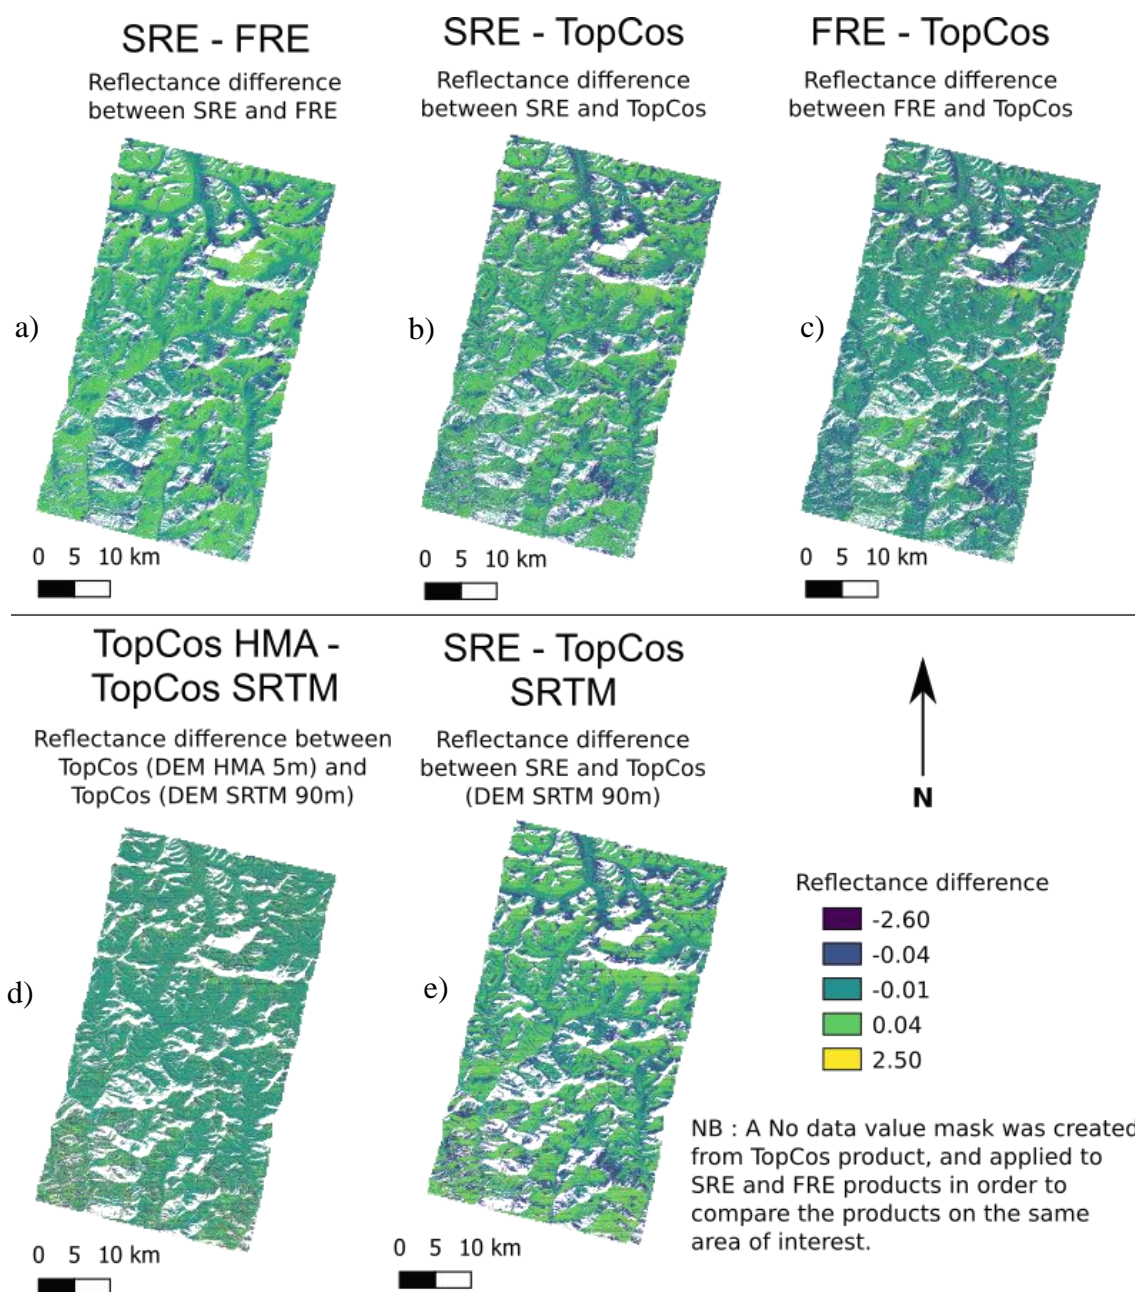 SRE - FRE
Reflectance difference
between SRE and FRE
SRE - TopCos
Reflectance difference
between SRE and TopCos
FRE - TopCos
Reflectance difference
between FRE and TopCos
a)
b)
c)
0 5 10 km
0 5 10 km
0 5 10 km
TopCos HMA -
TopCos SRTM
Reflectance difference between
TopCos (DEM HMA 5m) and
TopCos (DEM SRTM 90m)
SRE - TopCos
SRTM
Reflectance difference
between SRE and TopCos
(DEM SRTM 90m)
N
d)
e)
0 5 10 km
0 5 10 km
Reflectance difference
-2.60
-0.04
-0.01
0.04
2.50
NB : A No data value mask was created
from TopCos product, and applied to
SRE and FRE products in order to
compare the products on the same
area of interest.